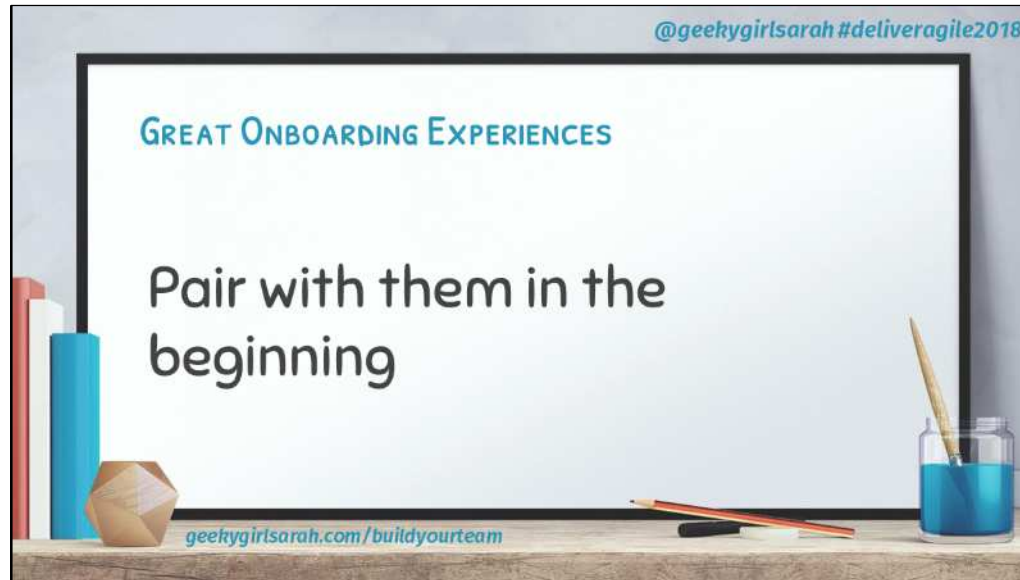 @geekygirlsarah #deliveragile2018
Great Onboarding Experiences
Pair with them in the
beginning
geekygirlsarah.com/buildyourteam